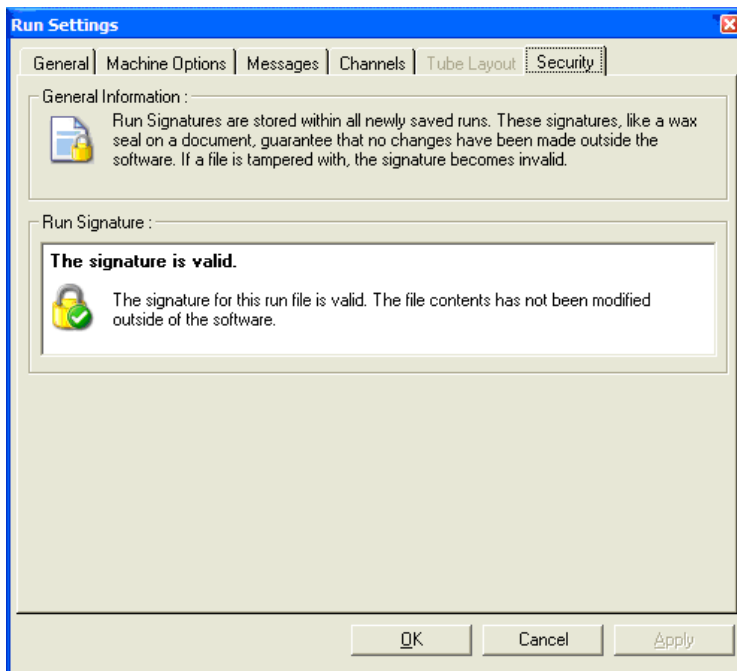 Run Settings
General Machine Options Messages Channels Tube Layout Security
General Information :
Run Signatures are stored within all newly saved runs. These signatures, like a wax
seal on a document, guarantee that no changes have been made outside the
software. If a file is tampered with, the signature becomes invalid.
Run Signature :
The signature is valid.
The signature for this run file is valid. The file contents has not been modified
outside of the software.
OK Cancel Apply